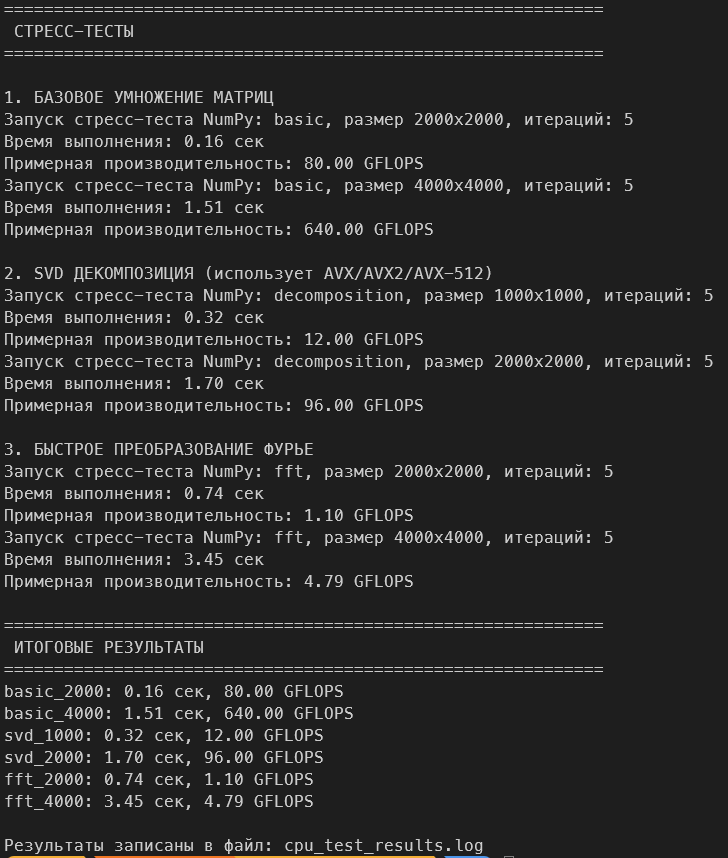 ============================================================
СТРЕСС-ТЕСТЫ
============================================================
1. БАЗОВОЕ УМНОЖЕНИЕ МАТРИЦ
Запуск стресс-теста NumPy: basic, размер 2000x2000, итераций: 5
Время выполнения: 0.16 сек
Примерная производительность: 80.00 GFLOPS
Запуск стресс-теста NumPy: basic, размер 4000x4000, итераций: 5
Время выполнения: 1.51 сек
Примерная производительность: 640.00 GFLOPS
2. SVD ДЕКОМПОЗИЦИЯ (использует AVX/AVX2/AVX-512)
Запуск стресс-теста NumPy: decomposition, размер 1000x1000, итераций: 5
Время выполнения: 0.32 сек
Примерная производительность: 12.00 GFLOPS
Запуск стресс-теста NumPy: decomposition, размер 2000x2000, итераций: 5
Время выполнения: 1.70 сек
Примерная производительность: 96.00 GFLOPS
3. БЫСТРОЕ ПРЕОБРАЗОВАНИЕ ФУРЬЕ
Запуск стресс-теста NumPy: fft, размер 2000x2000, итераций: 5
Время выполнения: 0.74 сек
Примерная производительность: 1.10 GFLOPS
Запуск стресс-теста NumPy: fft, размер 4000x4000, итераций: 5
Время выполнения: 3.45 сек
Примерная производительность: 4.79 GFLOPS
============================================================
ИТОГОВЫЕ РЕЗУЛЬТАТЫ
============================================================
basic_2000: 0.16 сек, 80.00 GFLOPS
basic_4000: 1.51 сек, 640.00 GFLOPS
svd_1000: 0.32 сек, 12.00 GFLOPS
svd_2000: 1.70 сек, 96.00 GFLOPS
fft_2000: 0.74 сек, 1.10 GFLOPS
fft_4000: 3.45 сек, 4.79 GFLOPS
Результаты записаны в файл: cpu_test_results.log